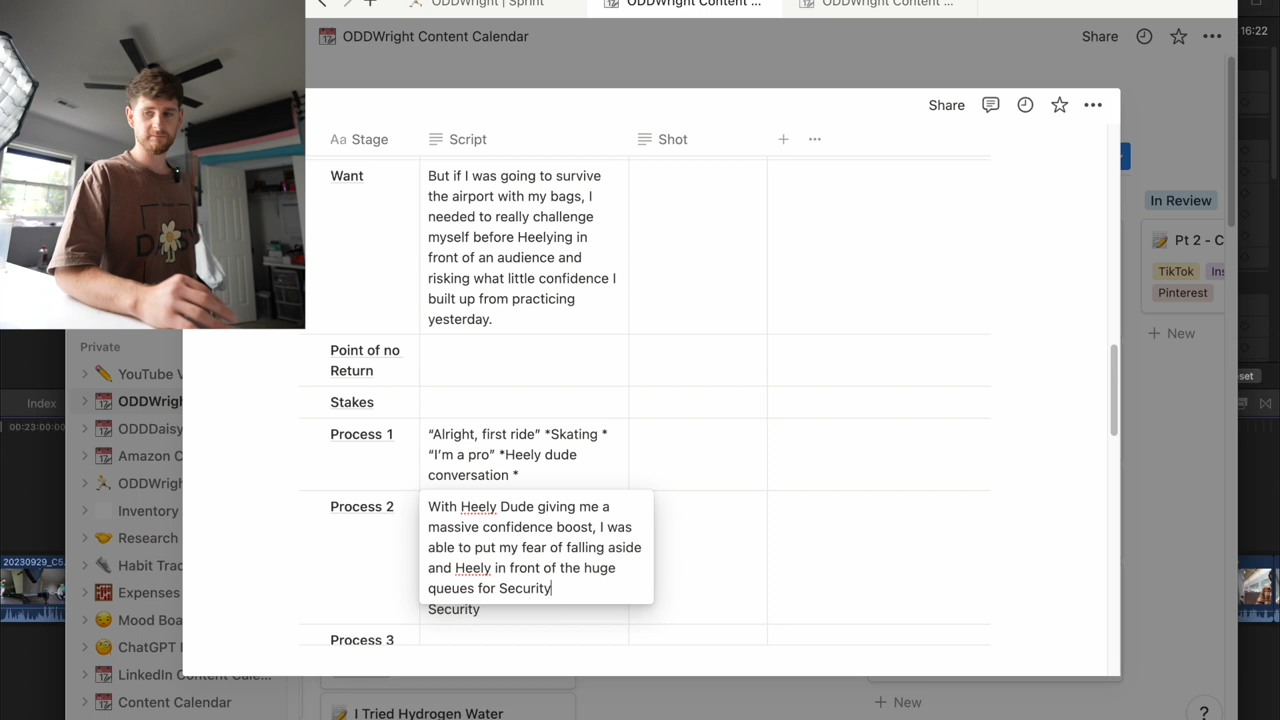 ODDWright | Sprint
ODDWright Content ...
ODDWright Content ...
ODDWright Content Calendar
Share
16:22
Share
Aa Stage
Script
Shot
Want
But if I was going to survive
the airport with my bags, I
needed to really challenge
myself before Heelying in
front of an audience and
risking what little confidence I
built up from practicing
yesterday.
In Review
Pt 2 - C
TikTok
Ins
Pinterest
New
Point of no
Return
Stakes
Process 1
“Alright, first ride” *Skating *
“I’m a pro” *Heely dude
conversation *
Process 2
With Heely Dude giving me a
massive confidence boost, I was
able to put my fear of falling aside
and Heely in front of the huge
queues for Security
Security
Process 3
Private
YouTube V
ODDWrigh
ODDDaisy
Amazon C
ODDWrig
Inventory
Research
Habit Trac
Expenses
Mood Boa
ChatGPT
LinkedIn Content Cale...
Content Calendar
Index
00:23:00:00
20230929_C5
set
I Tried Hydrogen Water
New
?